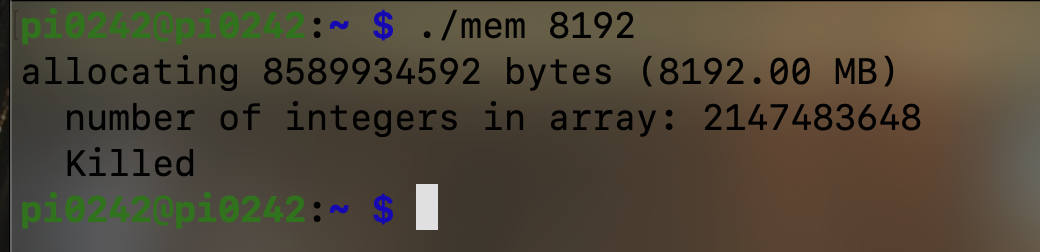 pi0242@pi0242:~ $ ./mem 8192
allocating 8589934592 bytes (8192.00 MB)
  number of integers in array: 2147483648
  Killed
pi0242@pi0242:~ $